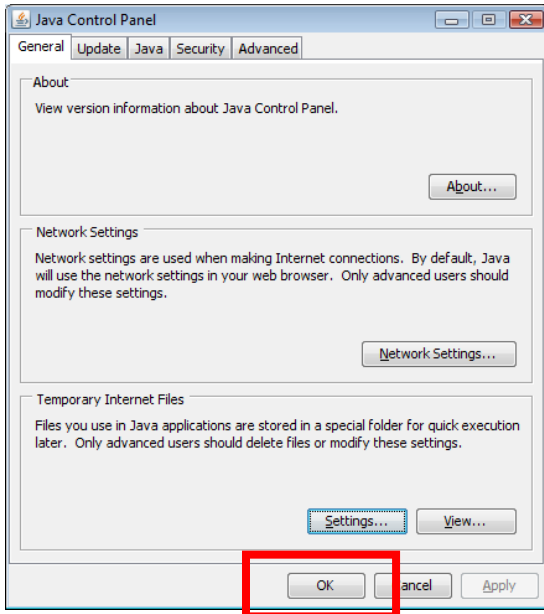 Java Control Panel
General Update Java Security Advanced
About
View version information about Java Control Panel.
About...
Network Settings
Network settings are used when making Internet connections. By default, Java
will use the network settings in your web browser. Only advanced users should
modify these settings.
Network Settings...
Temporary Internet Files
Files you use in Java applications are stored in a special folder for quick execution
later. Only advanced users should delete files or modify these settings.
Settings... View...
OK ancel Apply